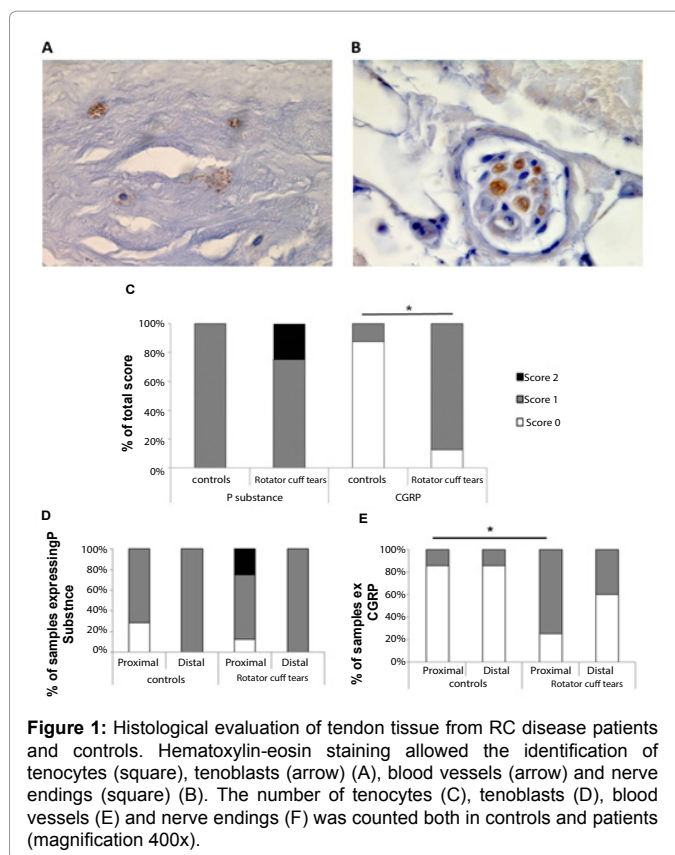 A
B
C
*
100%
80%
60%
40%
20%
0%
% of total score
controls
Rotator cuff tears
controls
Rotator cuff tears
P substance
CGRP
Score 2
Score 1
Score 0
D
100%
80%
60%
40%
20%
0%
% of samples expressingP
Substnce
Proximal
Distal
Proximal
Distal
controls
Rotator cuff tears
E
*
100%
80%
60%
40%
20%
0%
% of samples ex
CGRP
Proximal
Distal
Proximal
Distal
controls
Rotator cuff tears
Figure 1: Histological evaluation of tendon tissue from RC disease patients
and controls. Hematoxylin-eosin staining allowed the identification of
tenocytes (square), tenoblasts (arrow) (A), blood vessels (arrow) and nerve
endings (square) (B). The number of tenocytes (C), tenoblasts (D), blood
vessels (E) and nerve endings (F) was counted both in controls and patients
(magnification 400x).